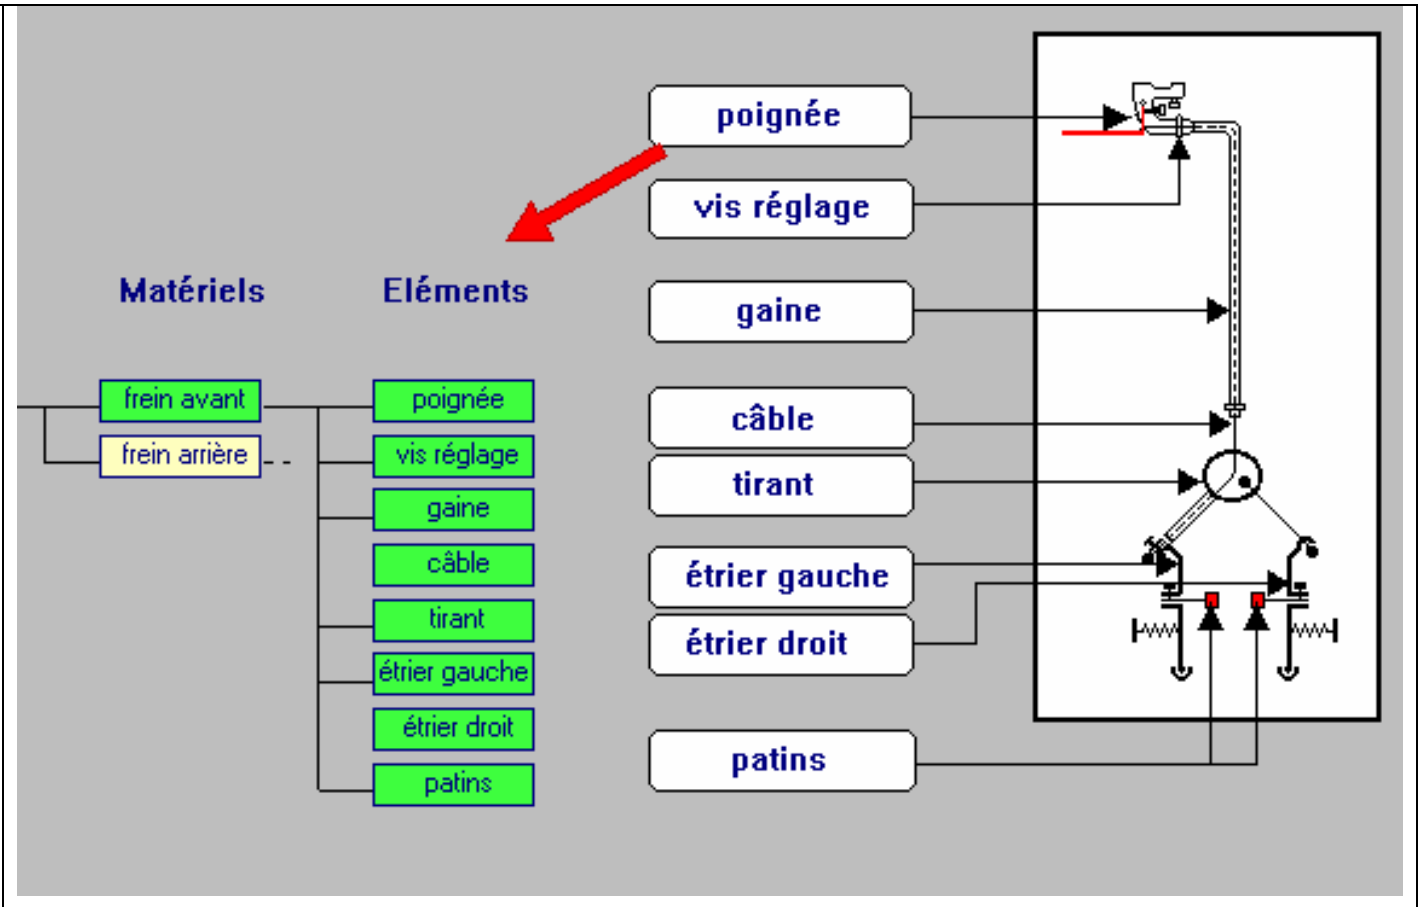 poignée
vis réglage
gaine
câble
tirant
étrier gauche
étrier droit
patins
Matériels
Eléments
frein avant
frein arrière
poignée
vis réglage
gaine
câble
tirant
étrier gauche
étrier droit
patins